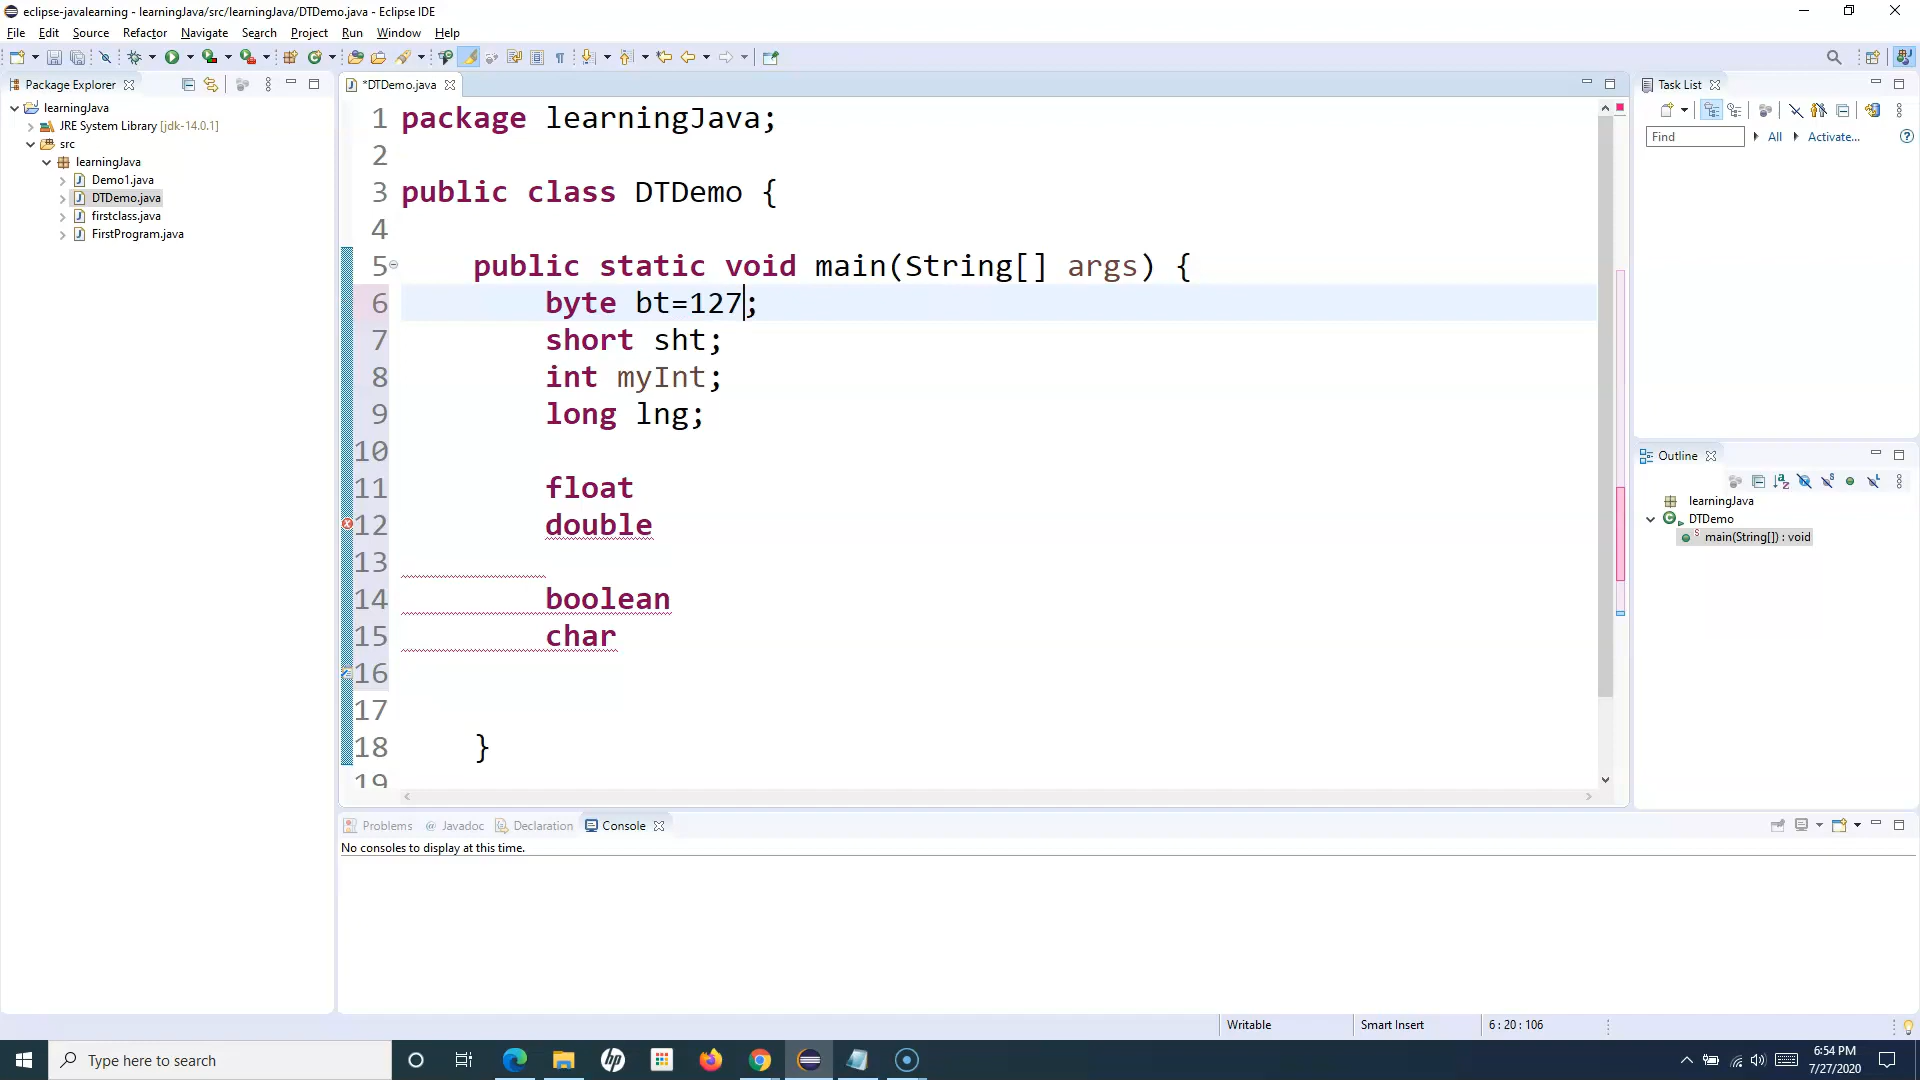 eclipse-javalearning - learningJava/src/learningJava/DTDemo.java - Eclipse IDE
File Edit Source Refactor Navigate Search Project Run Window Help
Package Explorer
learningJava
JRE System Library [jdk-14.0.1]
src
learningJava
Demo1.java
DTDemo.java
firstclass.java
FirstProgram.java
*DTDemo.java
1 package learningJava;
2
3 public class DTDemo {
4
5 public static void main(String[] args) {
6 byte bt=127;
7 short sht;
8 int myInt;
9 long lng;
10
11 float
12 double
13
14 boolean
15 char
16
17
18 }
19
Task List
Find All Activate...
Outline
learningJava
DTDemo
main(String[]) : void
Problems @ Javadoc Declaration Console
No consoles to display at this time.
Writable Smart Insert 6 : 20 : 106
Type here to search
hp
6:54 PM
7/27/2020